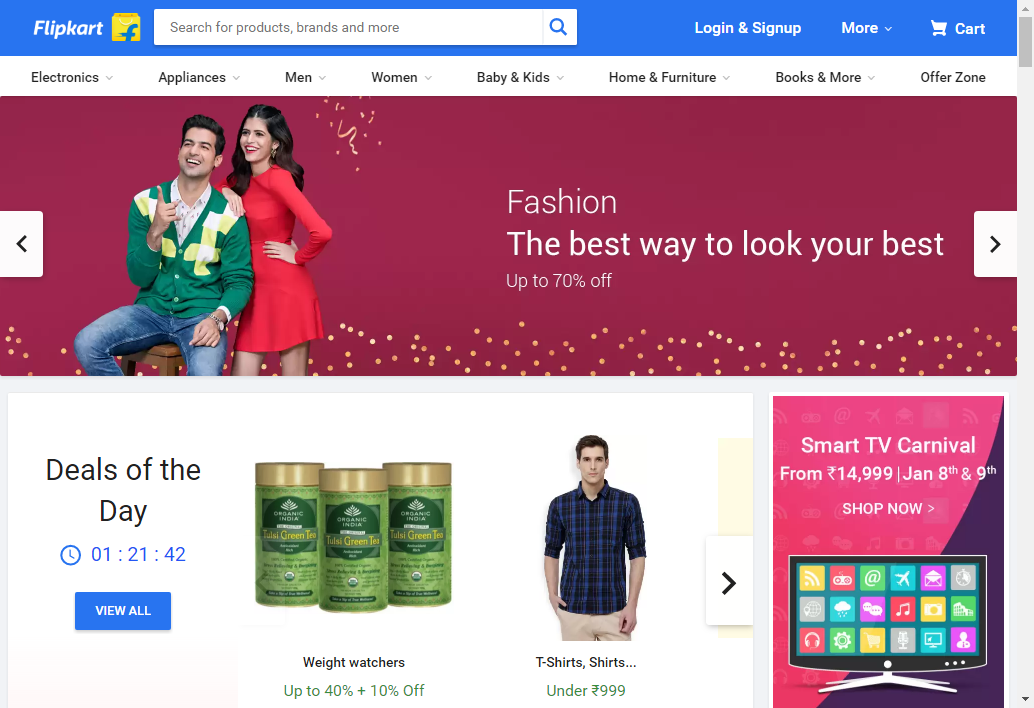 Flipkart
Search for products, brands and more
Login & Signup
More
Cart
Electronics
Appliances
Men
Women
Baby & Kids
Home & Furniture
Books & More
Offer Zone
Fashion
The best way to look your best
Up to 70% off
Deals of the
Day
01 : 21 : 42
VIEW ALL
ORGANIC INDIA
Tulsi Green Tea
ORGANIC INDIA
Tulsi Green Tea
ORGANIC INDIA
Tulsi Green Tea
Weight watchers
Up to 40% + 10% Off
T-Shirts, Shirts...
Under ₹999
Smart TV Carnival
From ₹14,999 | Jan 8th & 9th
SHOP NOW >